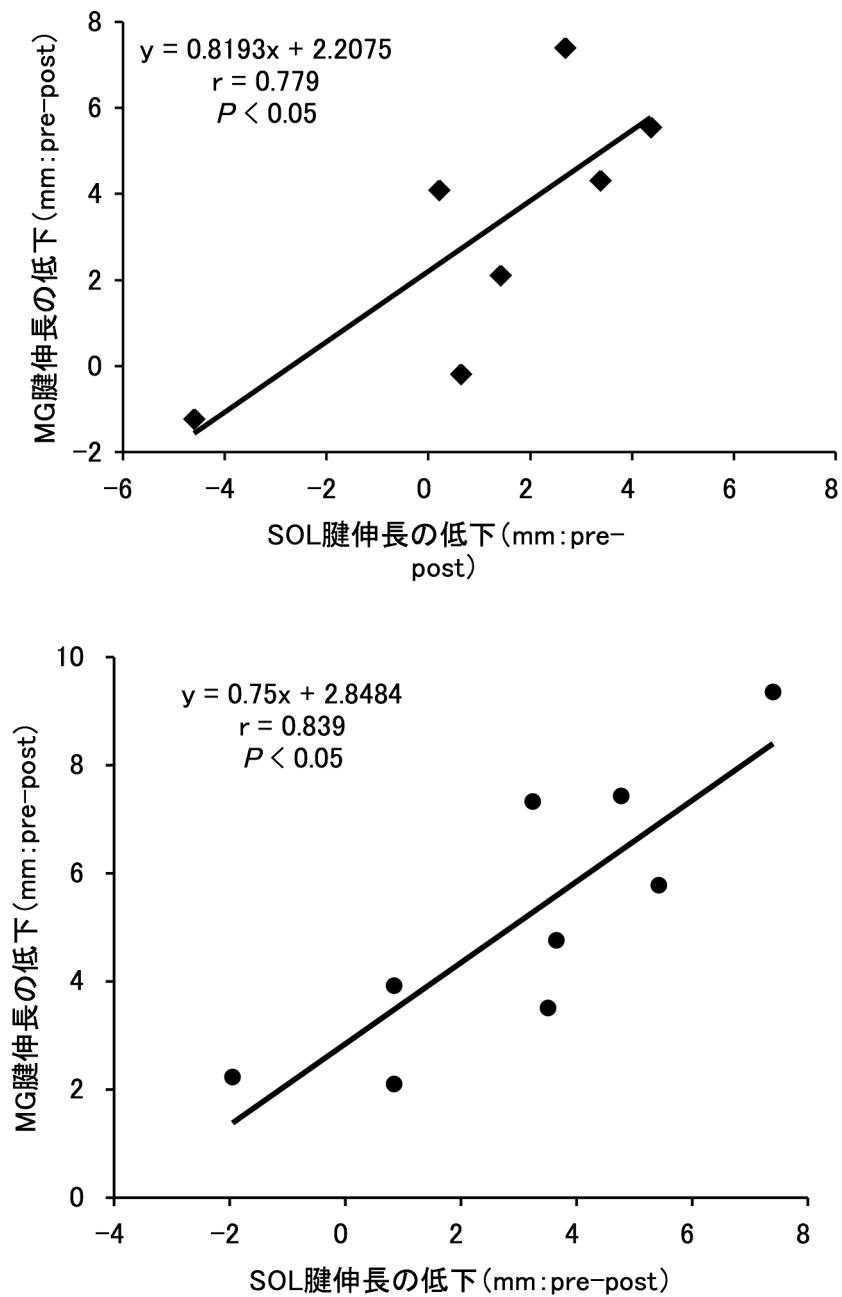 8
y = 0.8193x + 2.2075
r = 0.779
P < 0.05
6
4
2
0
−2
MG腱伸長の低下(mm:pre-post)
−6 −4 −2 0 2 4 6 8
SOL腱伸長の低下(mm:pre-
post)
10
y = 0.75x + 2.8484
r = 0.839
P < 0.05
8
6
4
2
0
MG腱伸長の低下(mm:pre-post)
−4 −2 0 2 4 6 8
SOL腱伸長の低下(mm:pre-post)